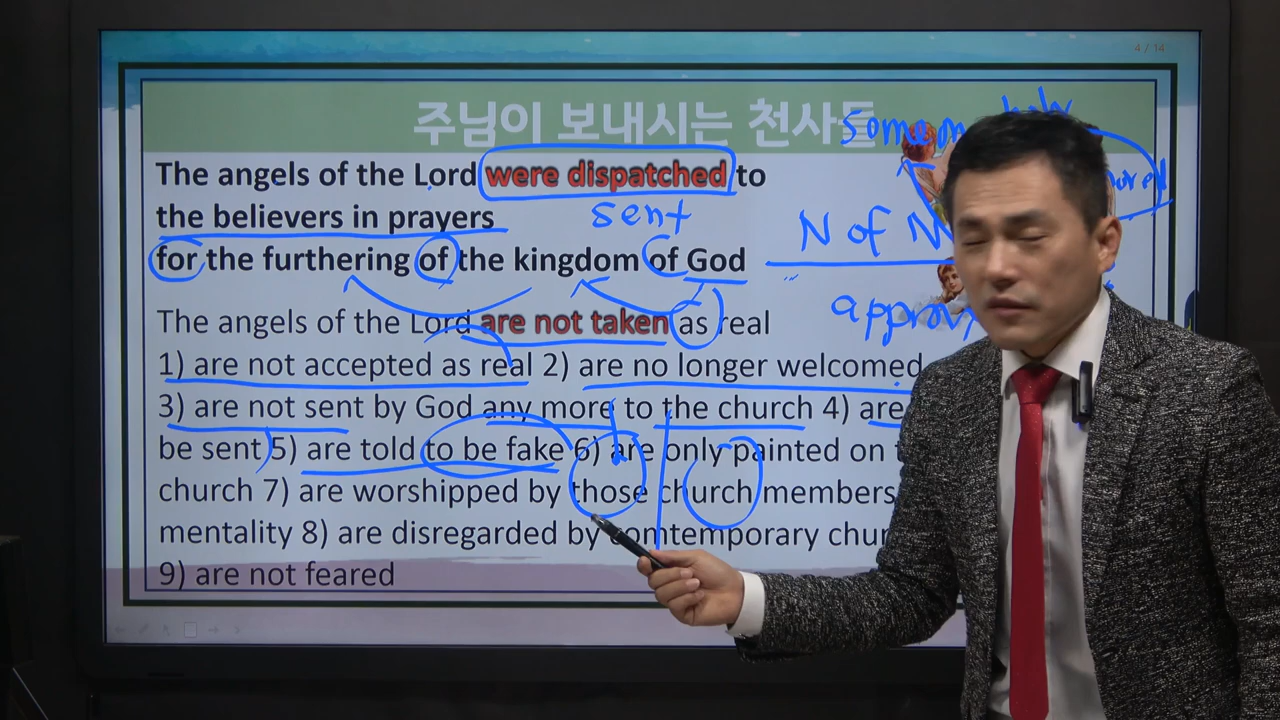 4 / 14
주님이 보내시는 천사들
The angels of the Lord were dispatched to
the believers in prayers
sent
N of
for the furthering of the kingdom of God
The angels of the Lord are not taken as real
1) are not accepted as real 2) are no longer welcomed
3) are not sent by God any more to the church 4) are
be sent 5) are told to be fake 6) are only painted on
church 7) are worshipped by those church members
mentality 8) are disregarded by comtemporary
9) are not feared